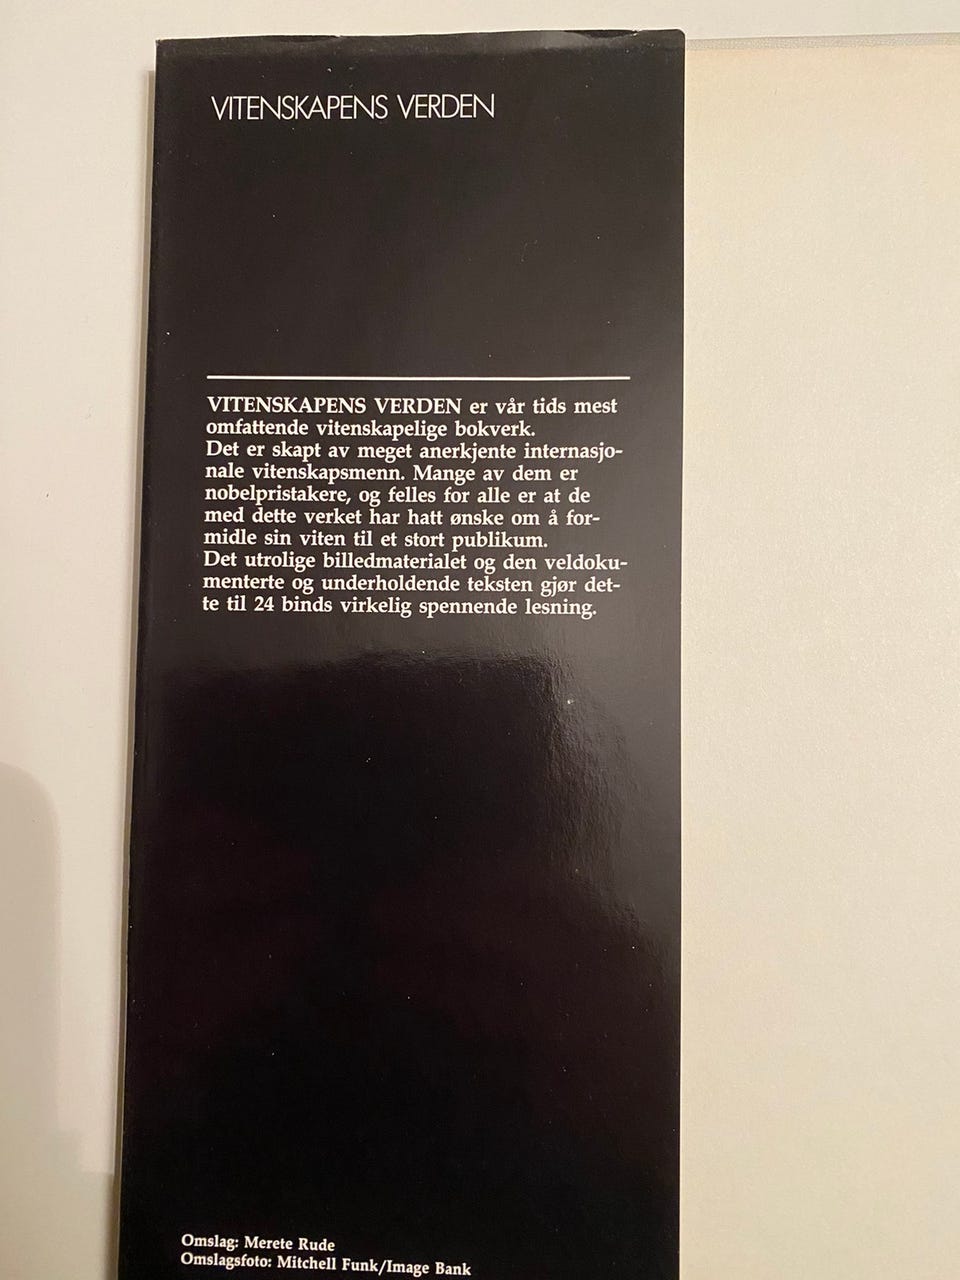 VITENSKAPENS VERDEN
VITENSKAPENS VERDEN er vår tids mest
omfattende vitenskapelige bokverk.
Det er skapt av meget anerkjente internasjo-
nale vitenskapsmenn. Mange av dem er
nobelpristakere, og felles for alle er at de
med dette verket har hatt ønske om å for-
midle sin viten til et stort publikum.
Det utrolige billedmaterialet og den veldoku-
menterte og underholdende teksten gjør det-
te til 24 binds virkelig spennende lesning.
Omslag: Merete Rude
Omslagsfoto: Mitchell Funk/Image Bank